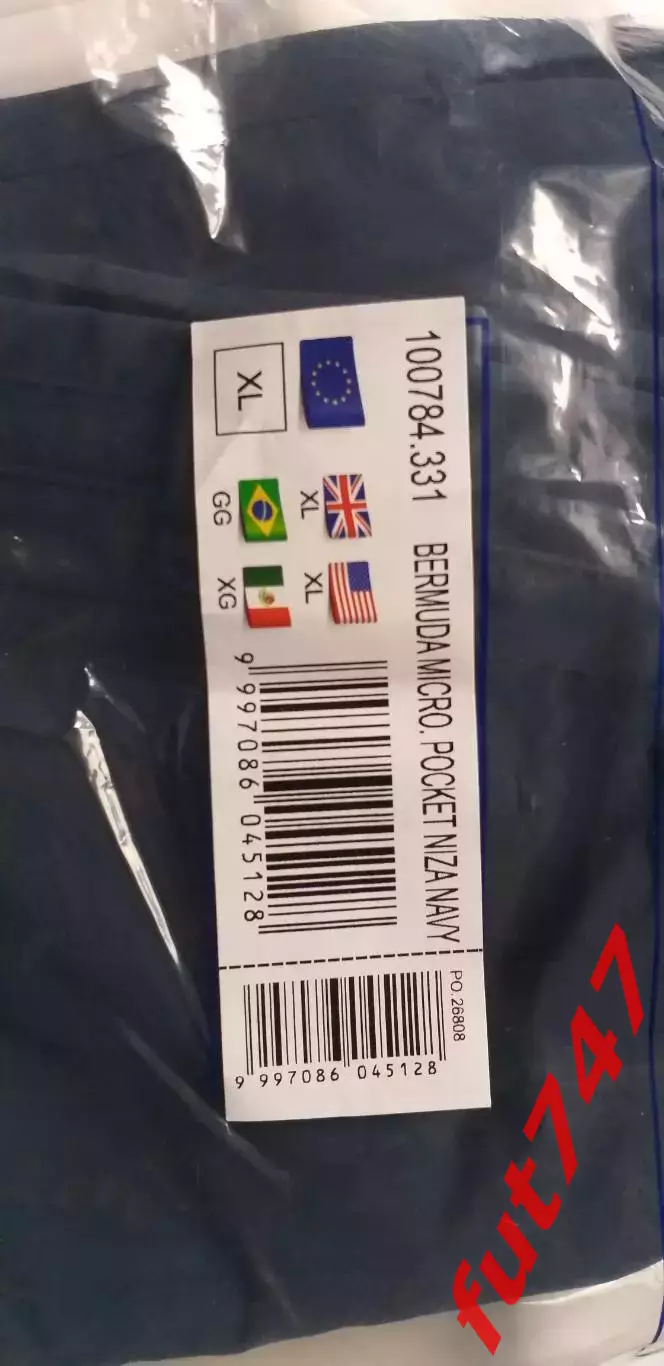 100784.331 BERMUDA MICRO. POCKET NIZA NAVY
XL
XL
XL
GG
XG
9 997086 045128
PO.26808
9 997086 045128
fut747